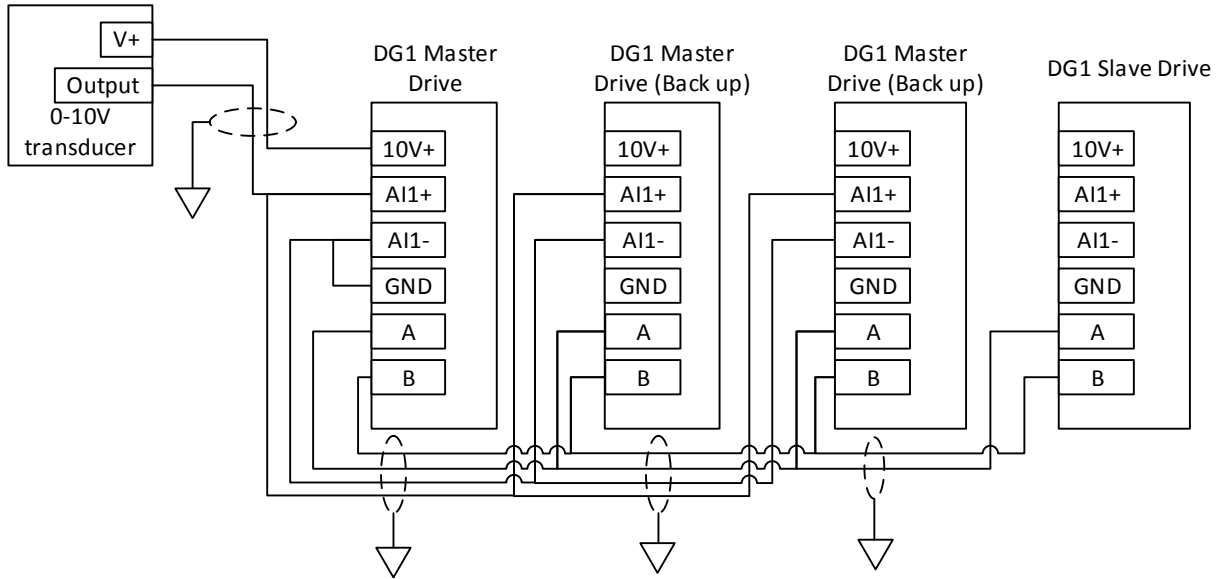 V+
Output
0-10V
transducer
DG1 Master
Drive
10V+
AI1+
AI1-
GND
A
B
DG1 Master
Drive (Back up)
10V+
AI1+
AI1-
GND
A
B
DG1 Master
Drive (Back up)
10V+
AI1+
AI1-
GND
A
B
DG1 Slave Drive
10V+
AI1+
AI1-
GND
A
B